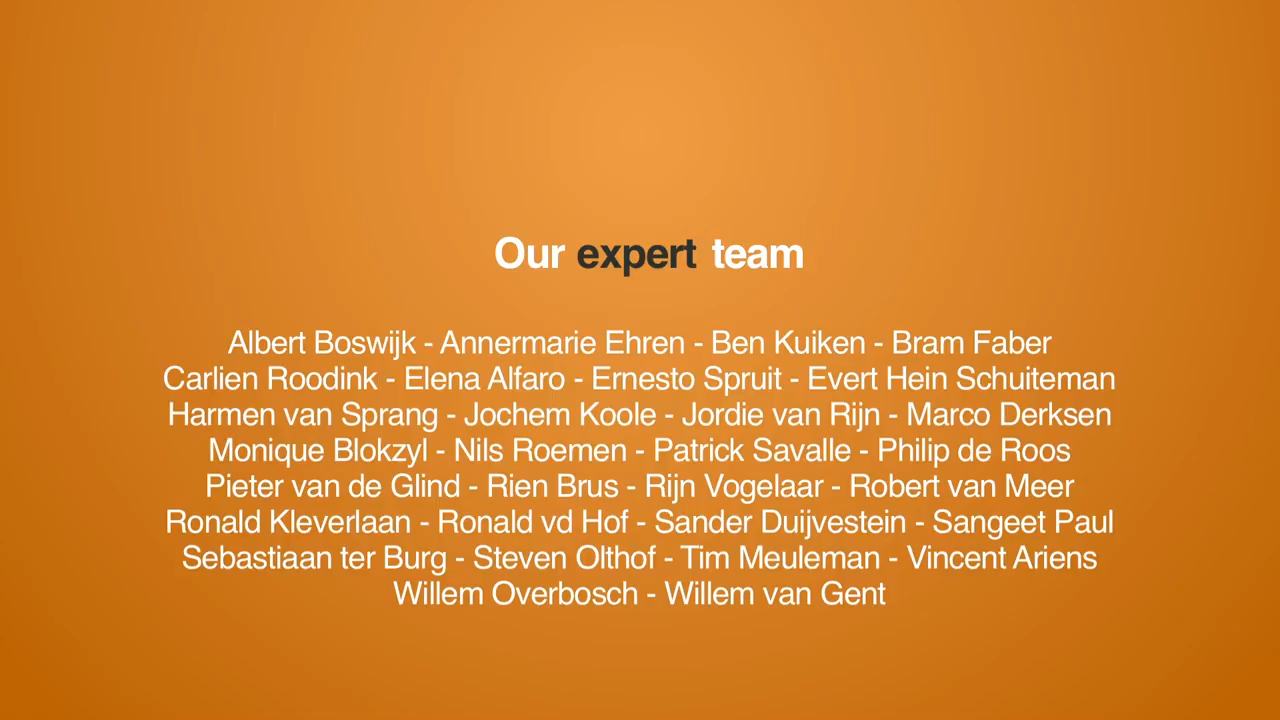 Our expert team
Albert Boswijk - Annermarie Ehren - Ben Kuiken - Bram Faber
Carlien Roodink - Elena Alfaro - Ernesto Spruit - Evert Hein Schuiteman
Harmen van Sprang - Jochem Koole - Jordie van Rijn - Marco Derksen
Monique Blokzyl - Nils Roemen - Patrick Savalle - Philip de Roos
Pieter van de Glind - Rien Brus - Rijn Vogelaar - Robert van Meer
Ronald Kleverlaan - Ronald vd Hof - Sander Duijvestein - Sangeet Paul
Sebastiaan ter Burg - Steven Olthof - Tim Meuleman - Vincent Ariens
Willem Overbosch - Willem van Gent